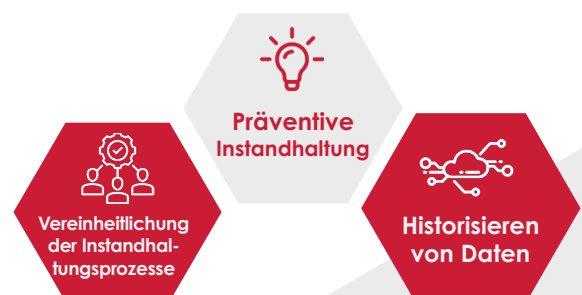 Präventive
Instandhaltung
Vereinheitlichung
der Instandhal-
tungsprozesse
Historisieren
von Daten